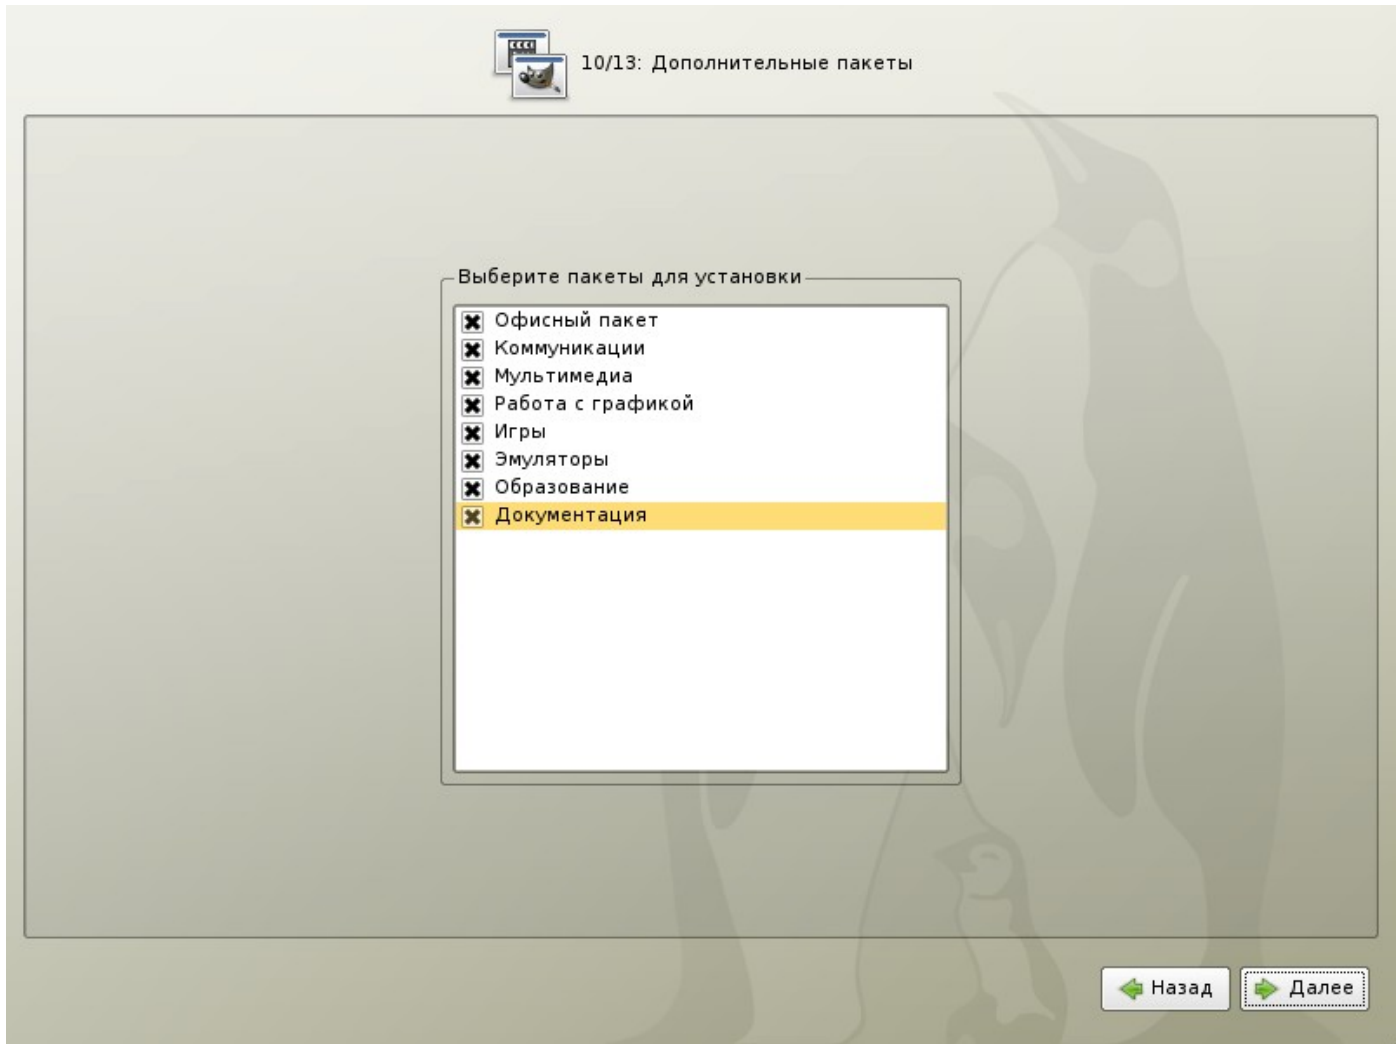 10/13: Дополнительные пакеты
Выберите пакеты для установки
Офисный пакет
Коммуникации
Мультимедиа
Работа с графикой
Игры
Эмуляторы
Образование
Документация
Назад
Далее